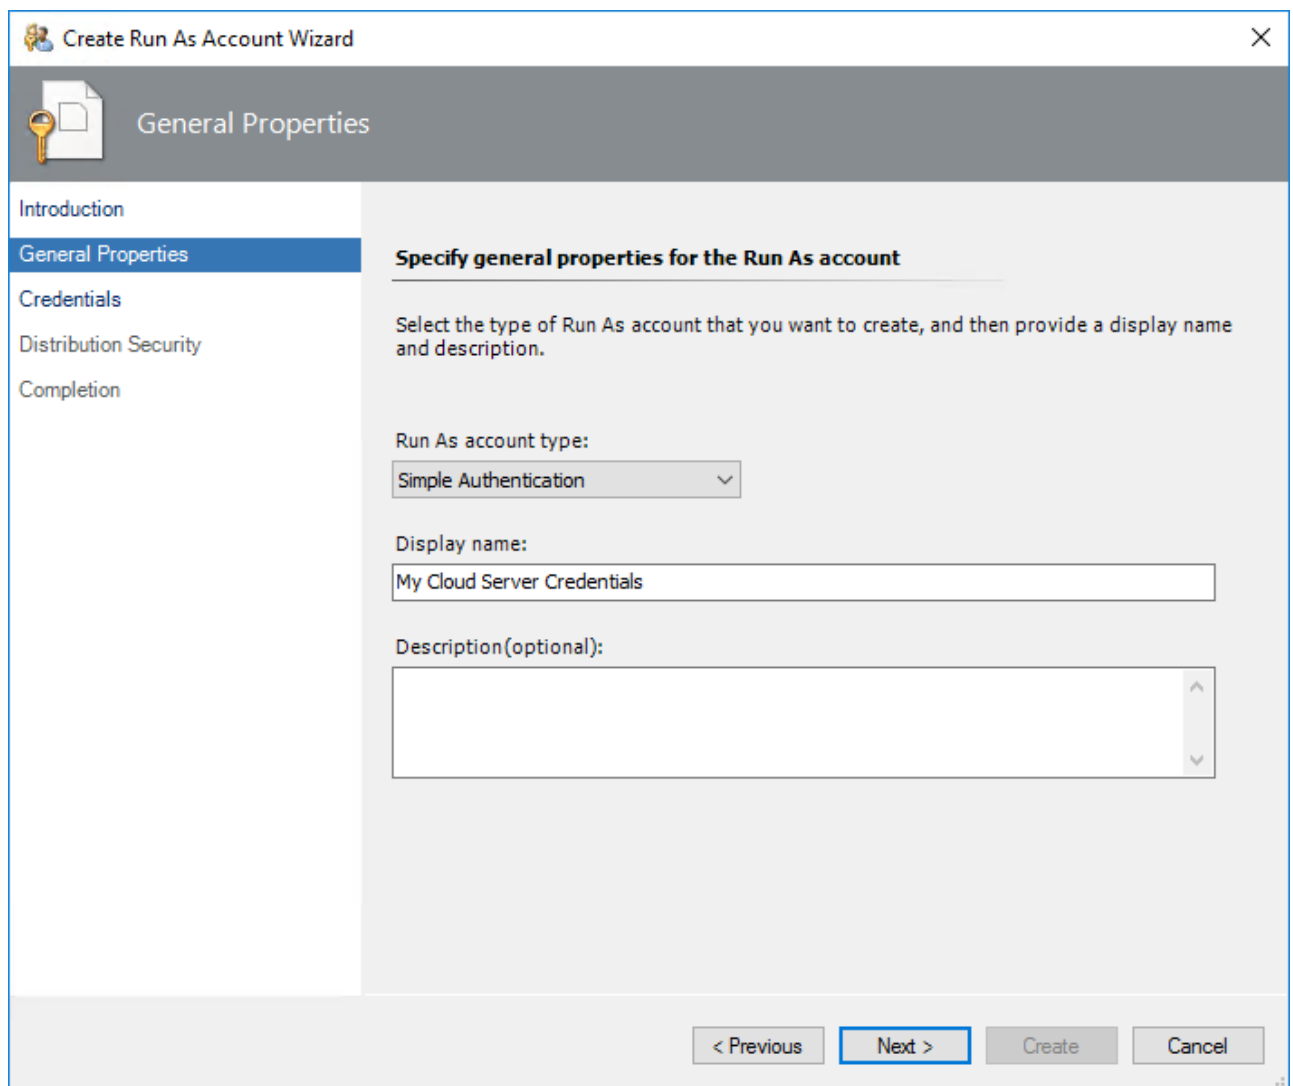 Create Run As Account Wizard
General Properties
Introduction
General Properties
Credentials
Distribution Security
Completion
Specify general properties for the Run As account
Select the type of Run As account that you want to create, and then provide a display name
and description.
Run As account type:
Simple Authentication
Display name:
My Cloud Server Credentials
Description(optional):
< Previous
Next >
Create
Cancel